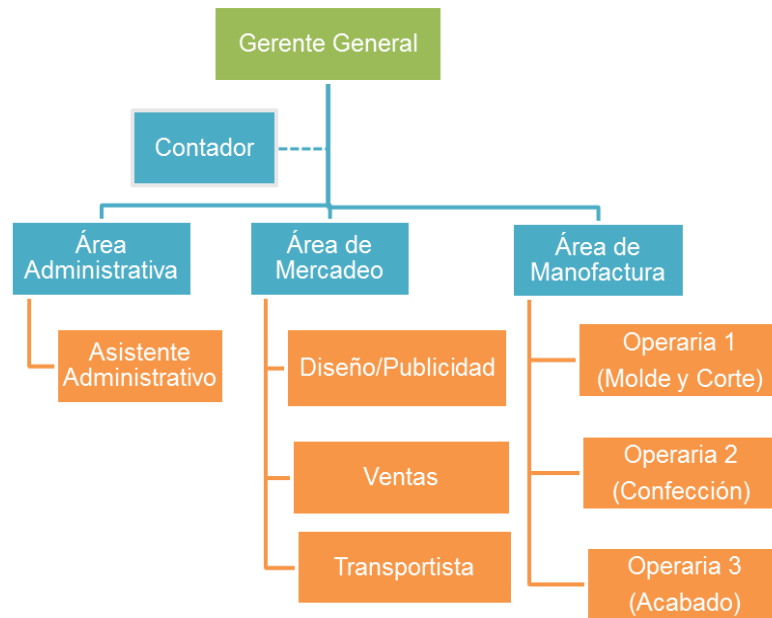 Gerente General
Contador
Área
Administrativa
Asistente
Administrativo
Área de
Mercadeo
Diseño/Publicidad
Ventas
Transportista
Área de
Manofactura
Operaria 1
(Molde y Corte)
Operaria 2
(Confección)
Operaria 3
(Acabado)